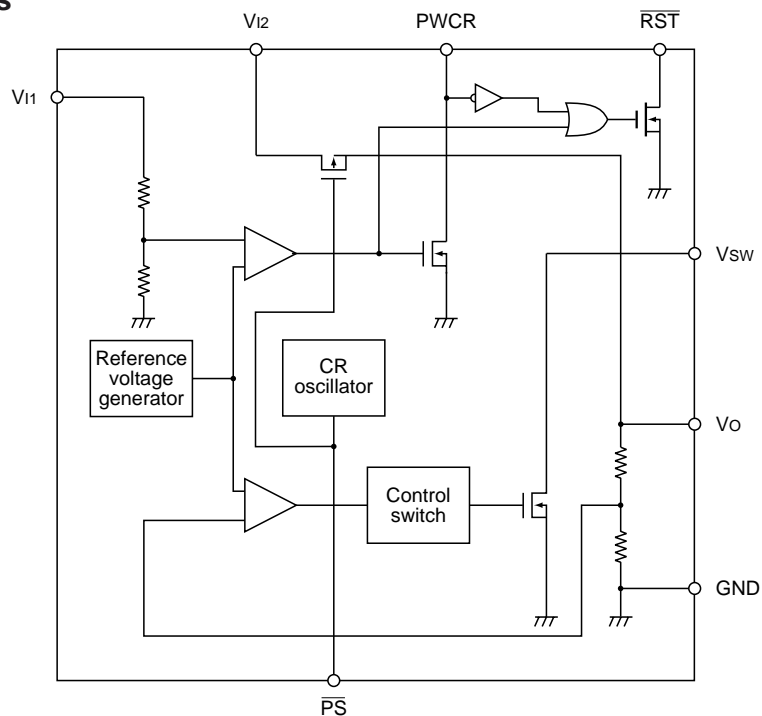 s
VI2
PWCR
RST
VI1
VSW
Reference
voltage
generator
CR
oscillator
VO
Control
switch
GND
PS